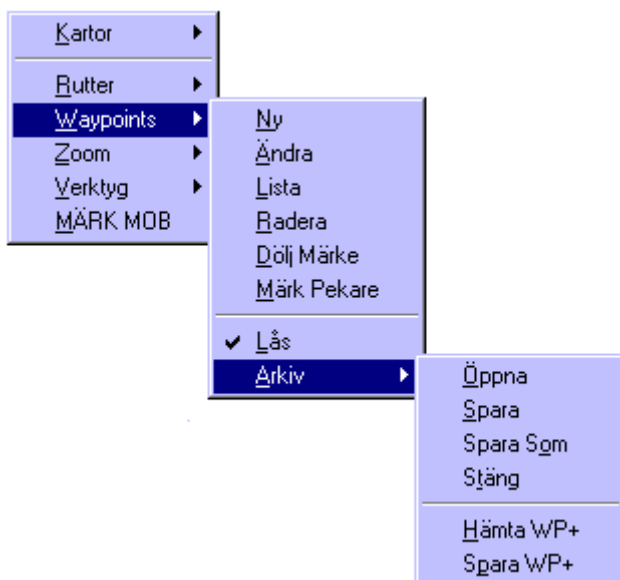 Kartor
Rutter
Waypoints
Zoom
Verktyg
MÄRK MOB
Ny
Ändra
Lista
Radera
Dölj Märke
Märk Pekare
Lås
Arkiv
Öppna
Spara
Spara Som
Stäng
Hämta WP+
Spara WP+